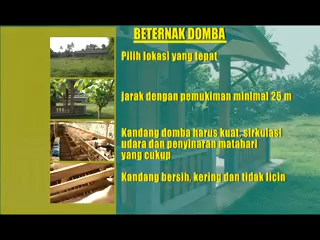 BETERNAK DOMBA
Pilih lokasi yang tepat
jarak dengan pemukiman minimal 25 m
Kandang domba harus kuat, sirkulasi
udara dan penyinaran matahari
yang cukup
Kandang bersih, kering dan tidak licin